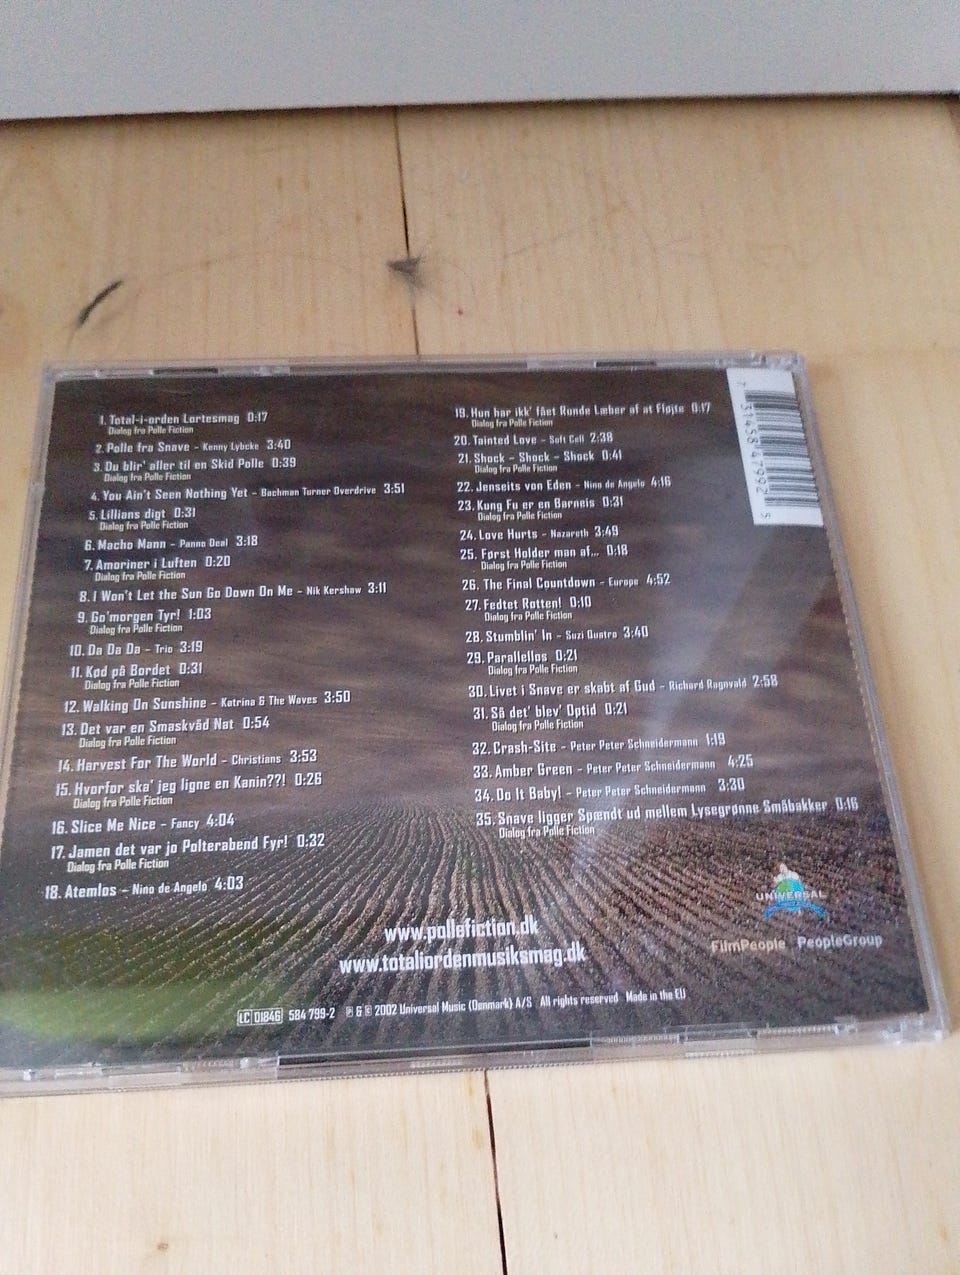 1. Total-i-orden Lortesmag 0:17
Dialog fra Polle Fiction
2. Polle fra Snave - Kenny Lybcke 3:40
3. Du blir' aller til en Skid Polle 0:39
Dialog fra Polle Fiction
4. You Ain't Seen Nothing Yet - Bachman Turner Overdrive 3:51
5. Lillians digt 0:31
Dialog fra Polle Fiction
6. Macho Mann - Panno Deal 3:18
7. Amoriner i Luften 0:20
Dialog fra Polle Fiction
8. I Won't Let the Sun Go Down On Me - Nik Kershaw 3:11
9. Go'morgen Tyr! 1:03
Dialog fra Polle Fiction
10. Da Da Da - Trio 3:19
11. Kød på Bordet 0:31
Dialog fra Polle Fiction
12. Walking On Sunshine - Katrina & The Waves 3:50
13. Det var en Smaskvåd Nat 0:54
Dialog fra Polle Fiction
14. Harvest For The World - Christians 3:53
15. Hvorfor ska' jeg ligne en Kanin??! 0:26
Dialog fra Polle Fiction
16. Slice Me Nice - Fancy 4:04
17. Jamen det var jo Polterabend Fyr! 0:32
Dialog fra Polle Fiction
18. Atemlos - Nino de Angelo 4:03
19. Hun har ikk' fået Runde Læber af at Fløjte 0:17
Dialog fra Polle Fiction
20. Tainted Love - Soft Cell 2:38
21. Shock - Shock - Shock 0:41
Dialog fra Polle Fiction
22. Jenseits von Eden - Nino de Angelo 4:16
23. Kung Fu er en Barneis 0:31
Dialog fra Polle Fiction
24. Love Hurts - Nazareth 3:49
25. Først Holder man af... 0:18
Dialog fra Polle Fiction
26. The Final Countdown - Europe 4:52
27. Fedtet Rotten! 0:10
Dialog fra Polle Fiction
28. Stumblin' In - Suzi Quatro 3:40
29. Parallellos 0:21
Dialog fra Polle Fiction
30. Livet i Snave er skabt af Gud - Richard Ragnvald 2:58
31. Så det' blev' Optid 0:21
Dialog fra Polle Fiction
32. Crash-Site - Peter Peter Schneidermann 1:19
33. Amber Green - Peter Peter Schneidermann 4:25
34. Do It Baby! - Peter Peter Schneidermann 3:30
35. Snave ligger Spændt ud mellem Lysegrønne Småbakker 0:16
Dialog fra Polle Fiction
7 31458 47992 5
UNIVERSAL
FilmPeople PeopleGroup
www.pollefiction.dk
www.totaliordenmusiksmag.dk
LC 01846 584 799-2 ℗ & © 2002 Universal Music (Denmark) A/S All rights reserved Made in the EU